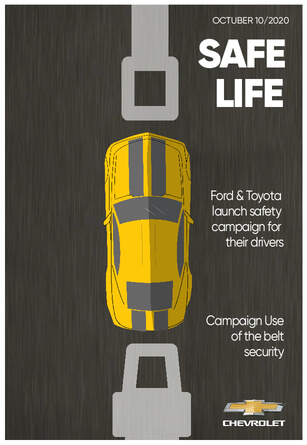 OCTOBER 10/2020
SAFE
LIFE
Ford & Toyota
launch safety
campaign for
their drivers
Campaign Use
of the belt
security
CHEVROLET